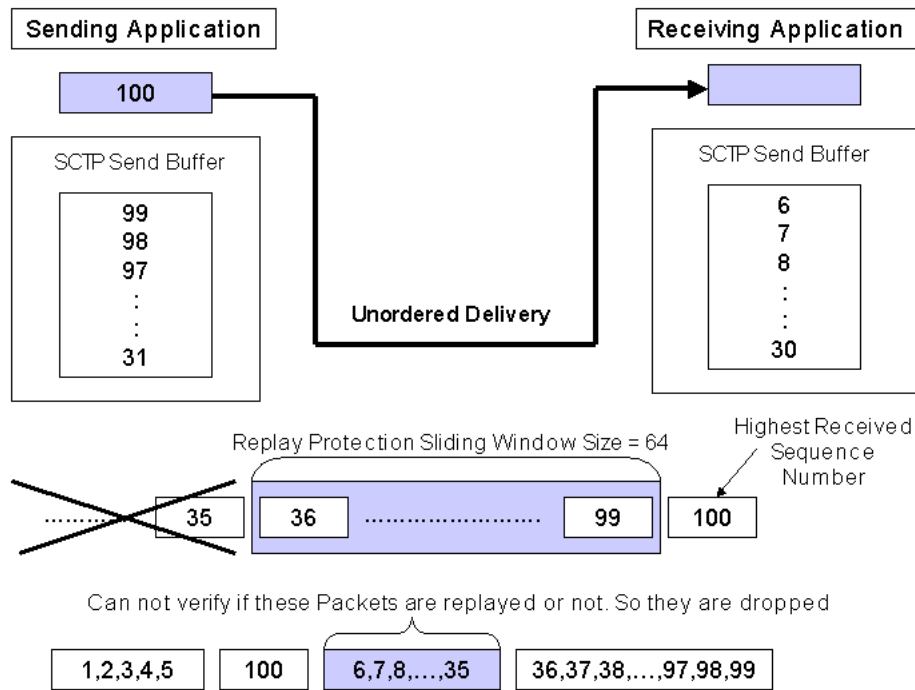 Sending Application
Receiving Application
100
SCTP Send Buffer
99
98
97
:
:
31
SCTP Send Buffer
6
7
8
:
:
30
Unordered Delivery
Replay Protection Sliding Window Size = 64
Highest Received
Sequence
Number
............ 35 36 ........................... 99 100
Can not verify if these Packets are replayed or not. So they are dropped
1,2,3,4,5 100 6,7,8,...,35 36,37,38,...,97,98,99